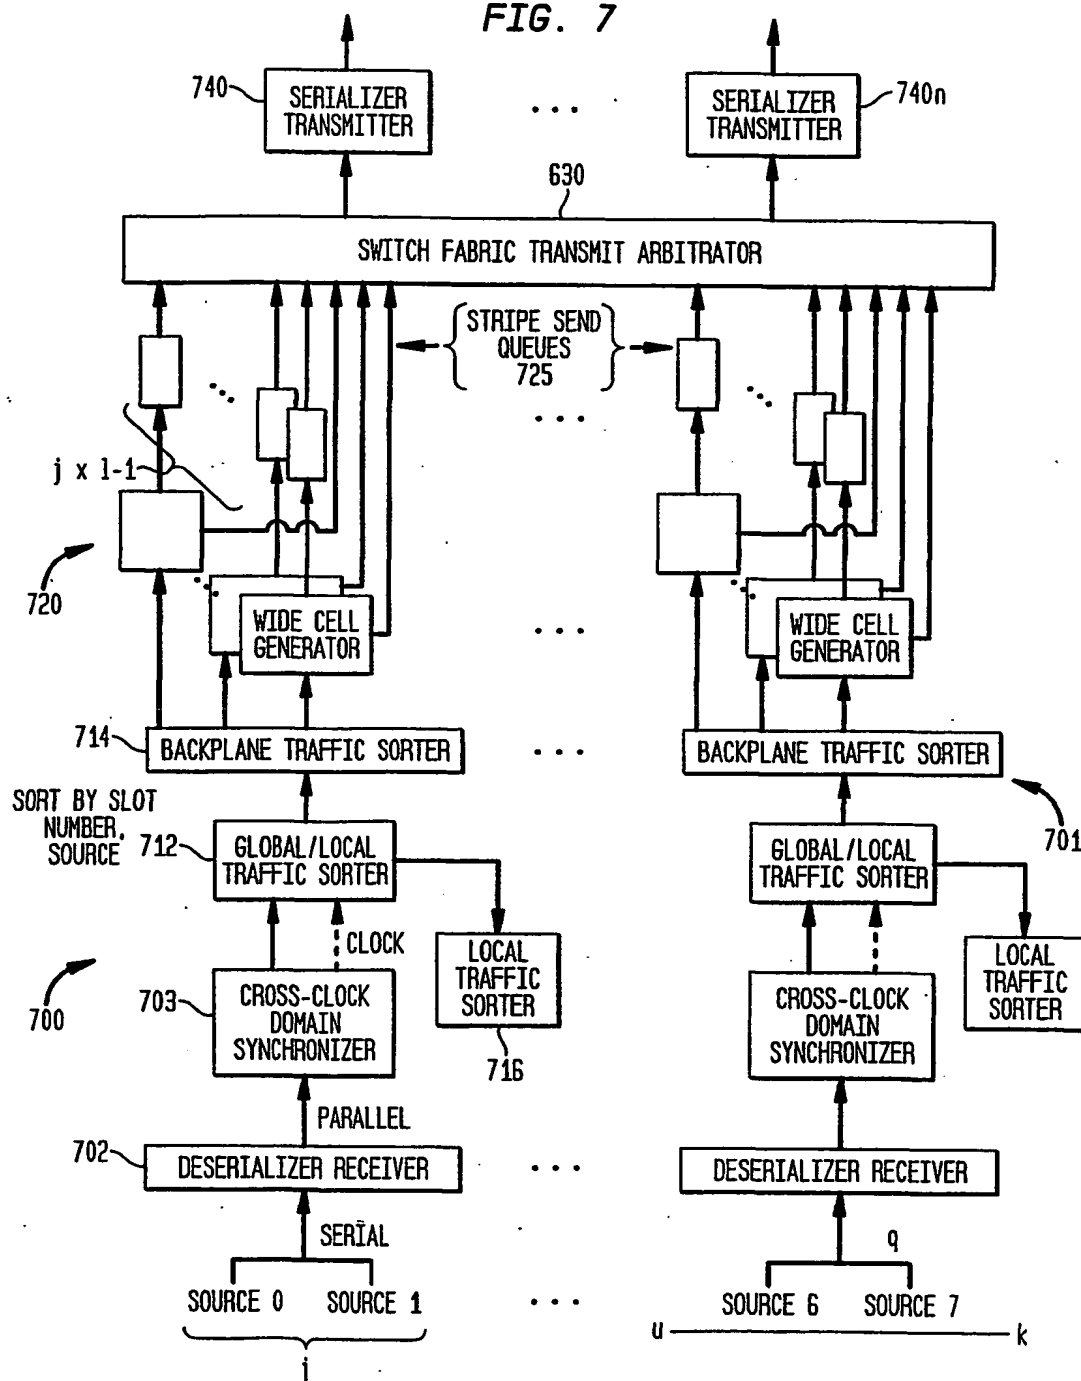 FIG. 7
740
SERIALIZER
TRANSMITTER
. . .
SERIALIZER
TRANSMITTER
740n
630
SWITCH FABRIC TRANSMIT ARBITRATOR
STRIPE SEND
QUEUES
725
j x l-1
720
WIDE CELL
GENERATOR
WIDE CELL
GENERATOR
714
BACKPLANE TRAFFIC SORTER
BACKPLANE TRAFFIC SORTER
701
SORT BY SLOT
NUMBER,
SOURCE
712
GLOBAL/LOCAL
TRAFFIC SORTER
GLOBAL/LOCAL
TRAFFIC SORTER
CLOCK
LOCAL
TRAFFIC
SORTER
716
LOCAL
TRAFFIC
SORTER
700
703
CROSS-CLOCK
DOMAIN
SYNCHRONIZER
CROSS-CLOCK
DOMAIN
SYNCHRONIZER
PARALLEL
702
DESERIALIZER RECEIVER
DESERIALIZER RECEIVER
SERIAL
q
SOURCE 0
SOURCE 1
SOURCE 6
SOURCE 7
u
k
j